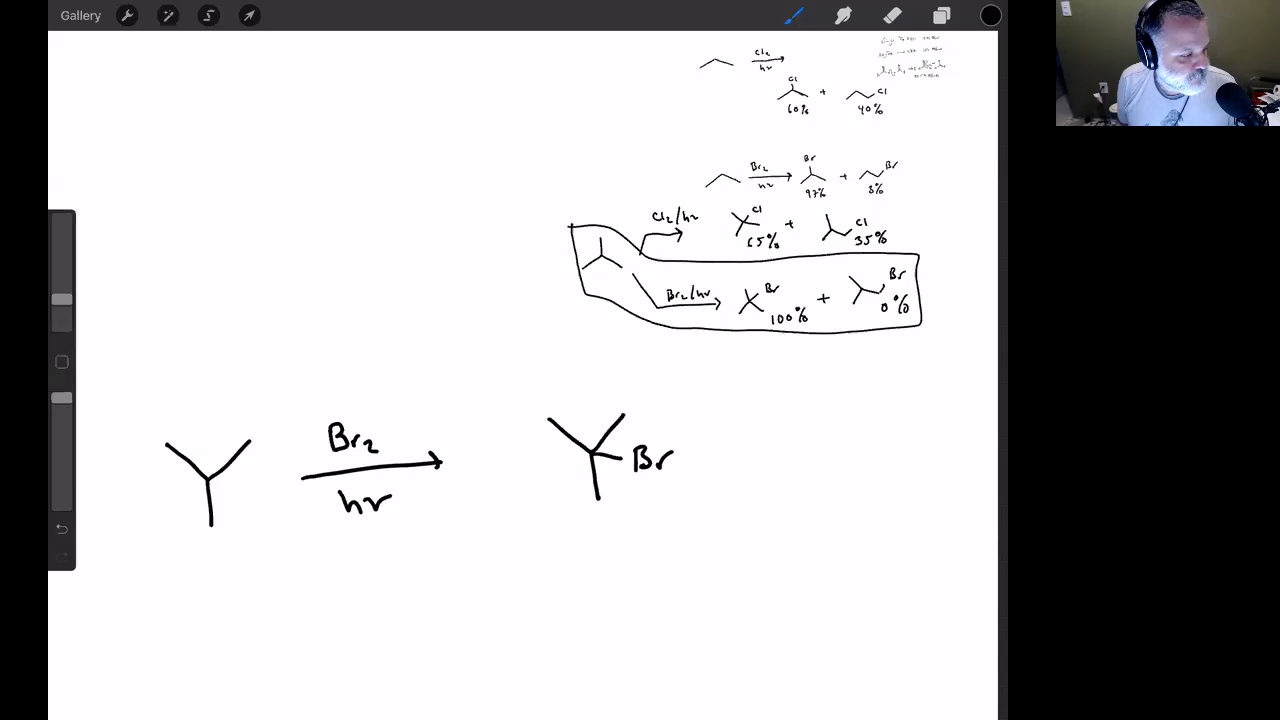 Gallery
Cl2
hν
Cl
+
Cl
60%
40%
Br2
hν
Br
+
Br
97%
3%
Cl2/hν
Cl
+
Cl
65%
35%
Br2/hν
Br
+
Br
100%
0%
Br2
hν
Br